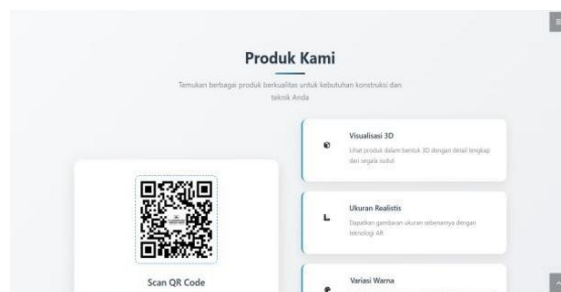 Produk Kami
Temukan berbagai produk berkualitas untuk kebutuhan konstruksi dan
teknik Anda
Visualisasi 3D
Lihat produk dalam bentuk 3D dengan detail lengkap
dari segala sudut
Ukuran Realistis
Dapatkan gambaran ukuran sebenarnya dengan
teknologi AR
Scan QR Code
Variasi Warna